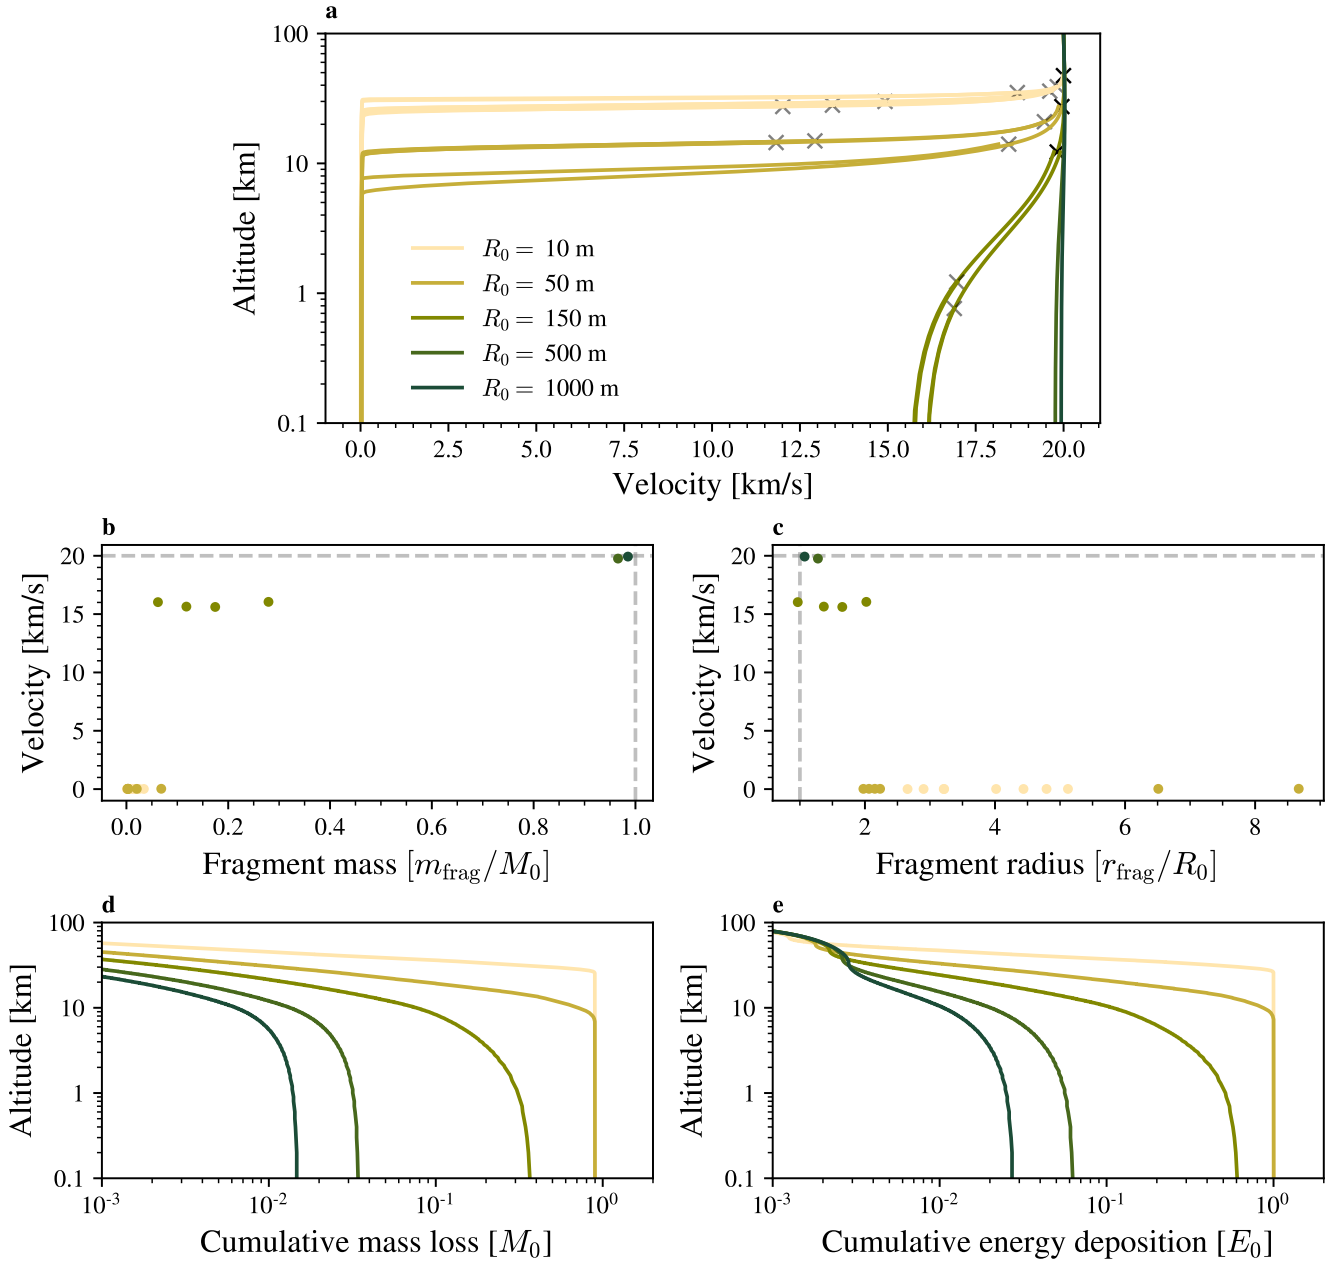 a
100
10
1
0.1
Altitude [km]
R₀ = 10 m
R₀ = 50 m
R₀ = 150 m
R₀ = 500 m
R₀ = 1000 m
0.0 2.5 5.0 7.5 10.0 12.5 15.0 17.5 20.0
Velocity [km/s]
b
20
15
10
5
0
Velocity [km/s]
0.0 0.2 0.4 0.6 0.8 1.0
Fragment mass [m_frag/M₀]
c
20
15
10
5
0
Velocity [km/s]
2 4 6 8
Fragment radius [r_frag/R₀]
d
100
10
1
0.1
Altitude [km]
10⁻³ 10⁻² 10⁻¹ 10⁰
Cumulative mass loss [M₀]
e
100
10
1
0.1
Altitude [km]
10⁻³ 10⁻² 10⁻¹ 10⁰
Cumulative energy deposition [E₀]